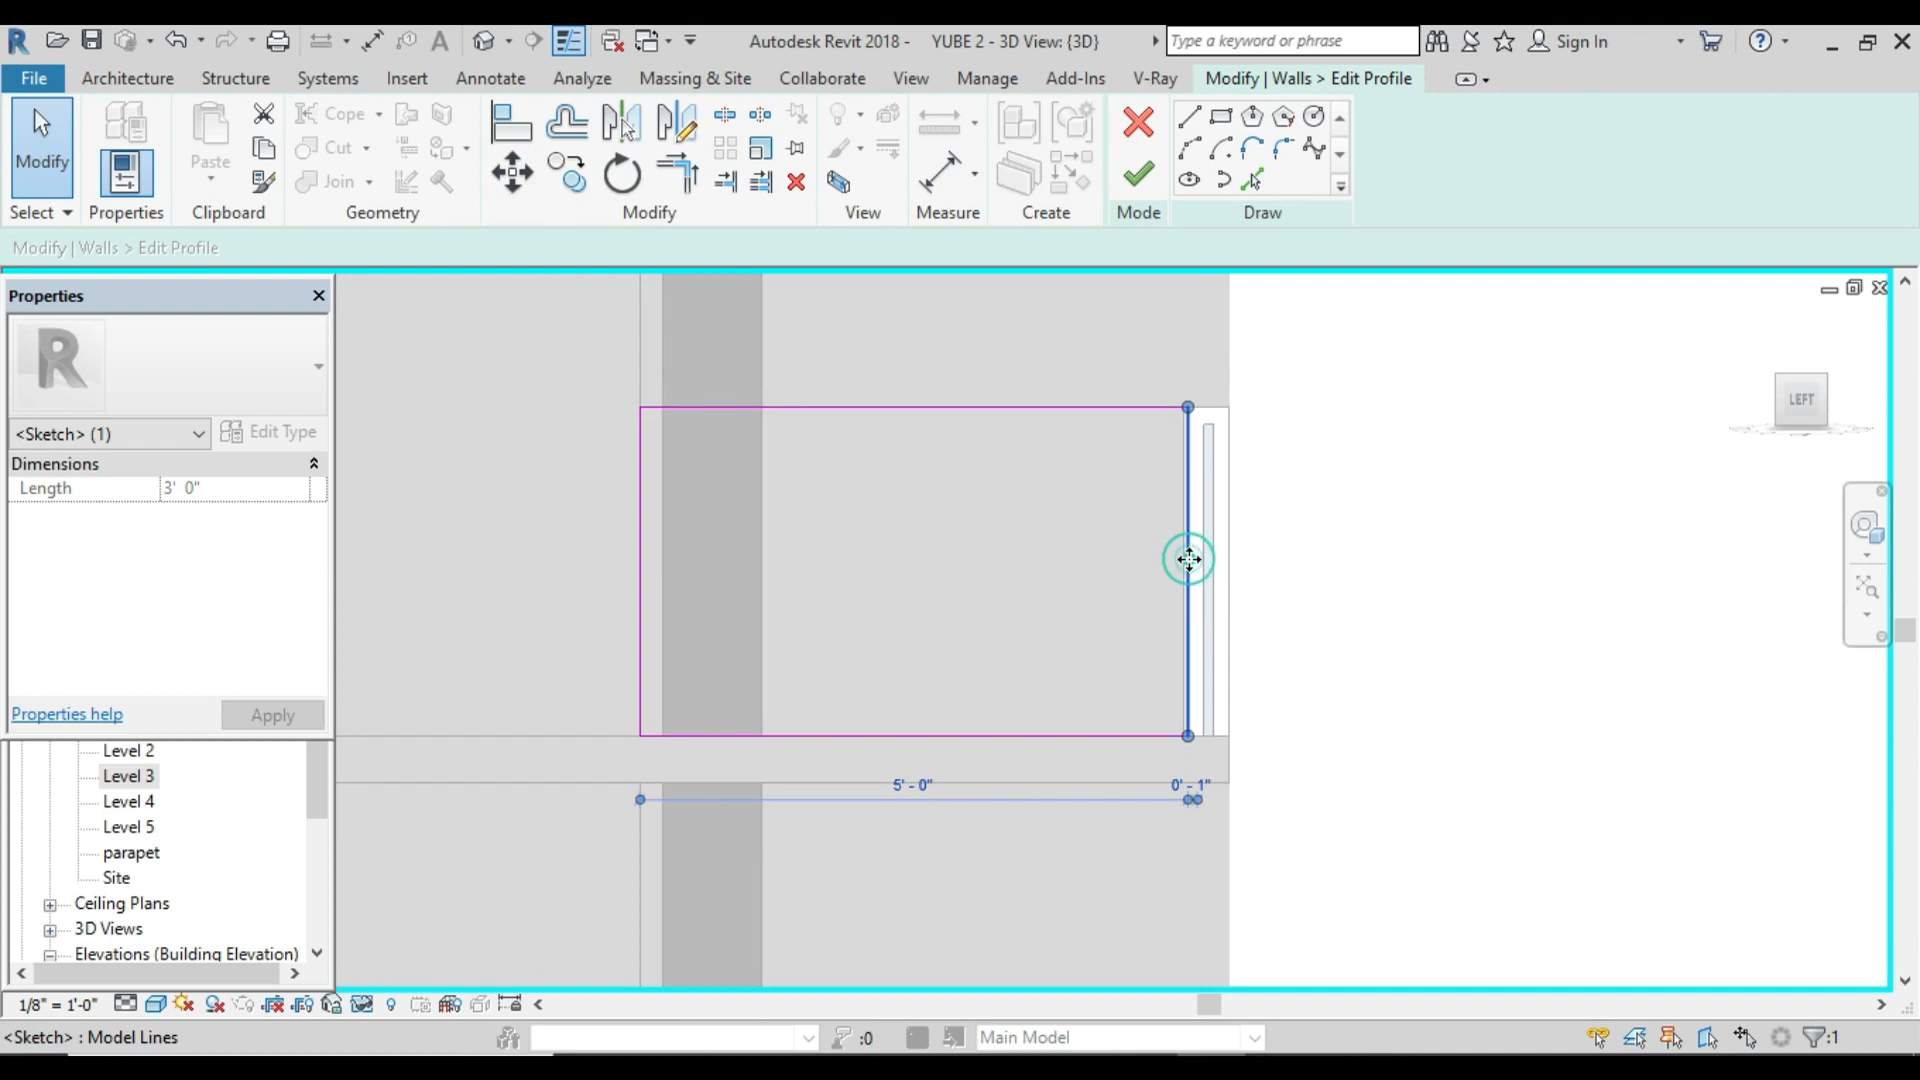 Autodesk Revit 2018 - YUBE 2 - 3D View: {3D}
Type a keyword or phrase
Sign In
File Architecture Structure Systems Insert Annotate Analyze Massing & Site Collaborate View Manage Add-Ins V-Ray Modify | Walls > Edit Profile
Modify
Paste
Cope
Cut
Join
Select Properties Clipboard Geometry Modify View Measure Create Mode Draw
Modify | Walls > Edit Profile
Properties
R
<Sketch> (1) Edit Type
Dimensions
Length 3' 0"
Properties help Apply
Level 2
Level 3
Level 4
Level 5
parapet
Site
Ceiling Plans
3D Views
Elevations (Building Elevation)
LEFT
5' - 0" 0' - 1"
1/8" = 1'-0"
<Sketch> : Model Lines
:0
Main Model
:1